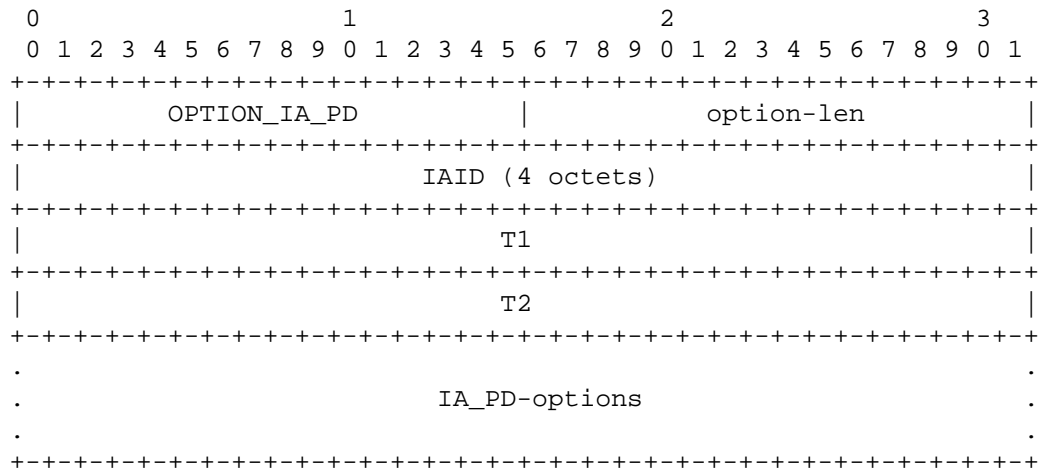 0                   1                   2                   3
 0 1 2 3 4 5 6 7 8 9 0 1 2 3 4 5 6 7 8 9 0 1 2 3 4 5 6 7 8 9 0 1
+-+-+-+-+-+-+-+-+-+-+-+-+-+-+-+-+-+-+-+-+-+-+-+-+-+-+-+-+-+-+-+-+
|         OPTION_IA_PD          |           option-len          |
+-+-+-+-+-+-+-+-+-+-+-+-+-+-+-+-+-+-+-+-+-+-+-+-+-+-+-+-+-+-+-+-+
|                         IAID (4 octets)                       |
+-+-+-+-+-+-+-+-+-+-+-+-+-+-+-+-+-+-+-+-+-+-+-+-+-+-+-+-+-+-+-+-+
|                              T1                               |
+-+-+-+-+-+-+-+-+-+-+-+-+-+-+-+-+-+-+-+-+-+-+-+-+-+-+-+-+-+-+-+-+
|                              T2                               |
+-+-+-+-+-+-+-+-+-+-+-+-+-+-+-+-+-+-+-+-+-+-+-+-+-+-+-+-+-+-+-+-+
.                                                               .
.                          IA_PD-options                        .
.                                                               .
+-+-+-+-+-+-+-+-+-+-+-+-+-+-+-+-+-+-+-+-+-+-+-+-+-+-+-+-+-+-+-+-+